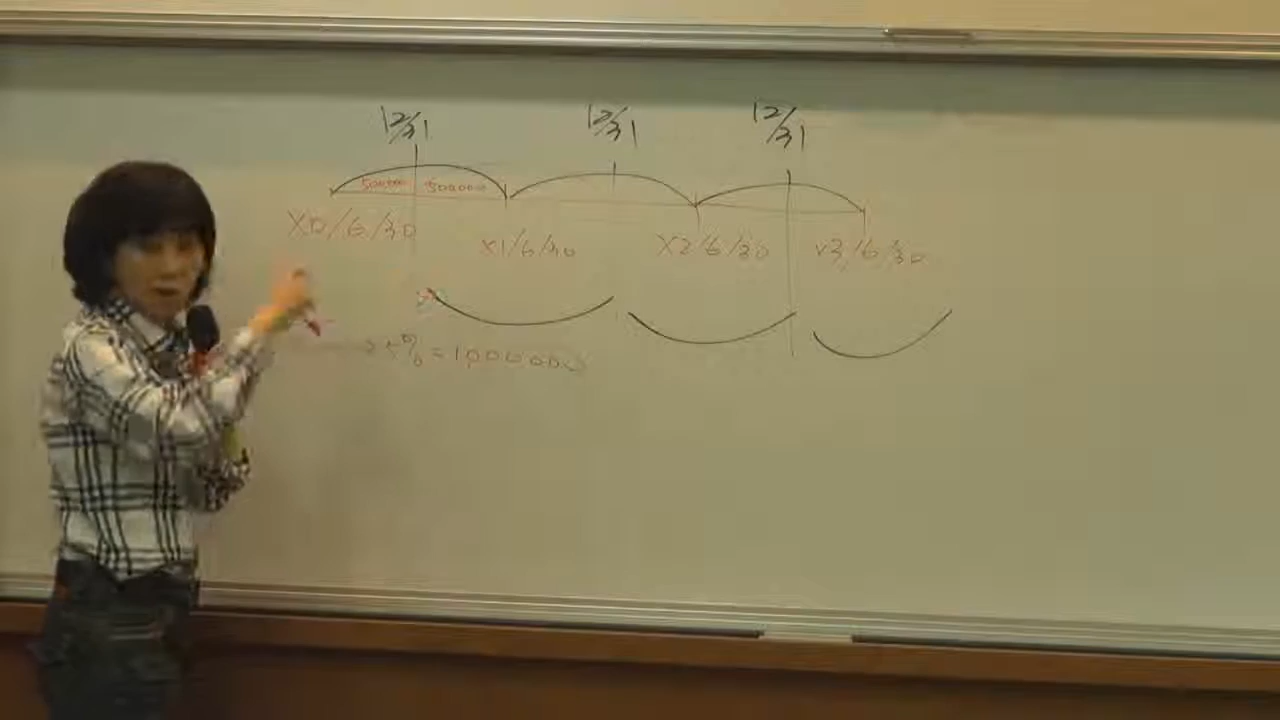 12/31 12/31 12/31
500000 500000
X0/6/30 X1/6/30 X2/6/30 X3/6/30
% = 1000000